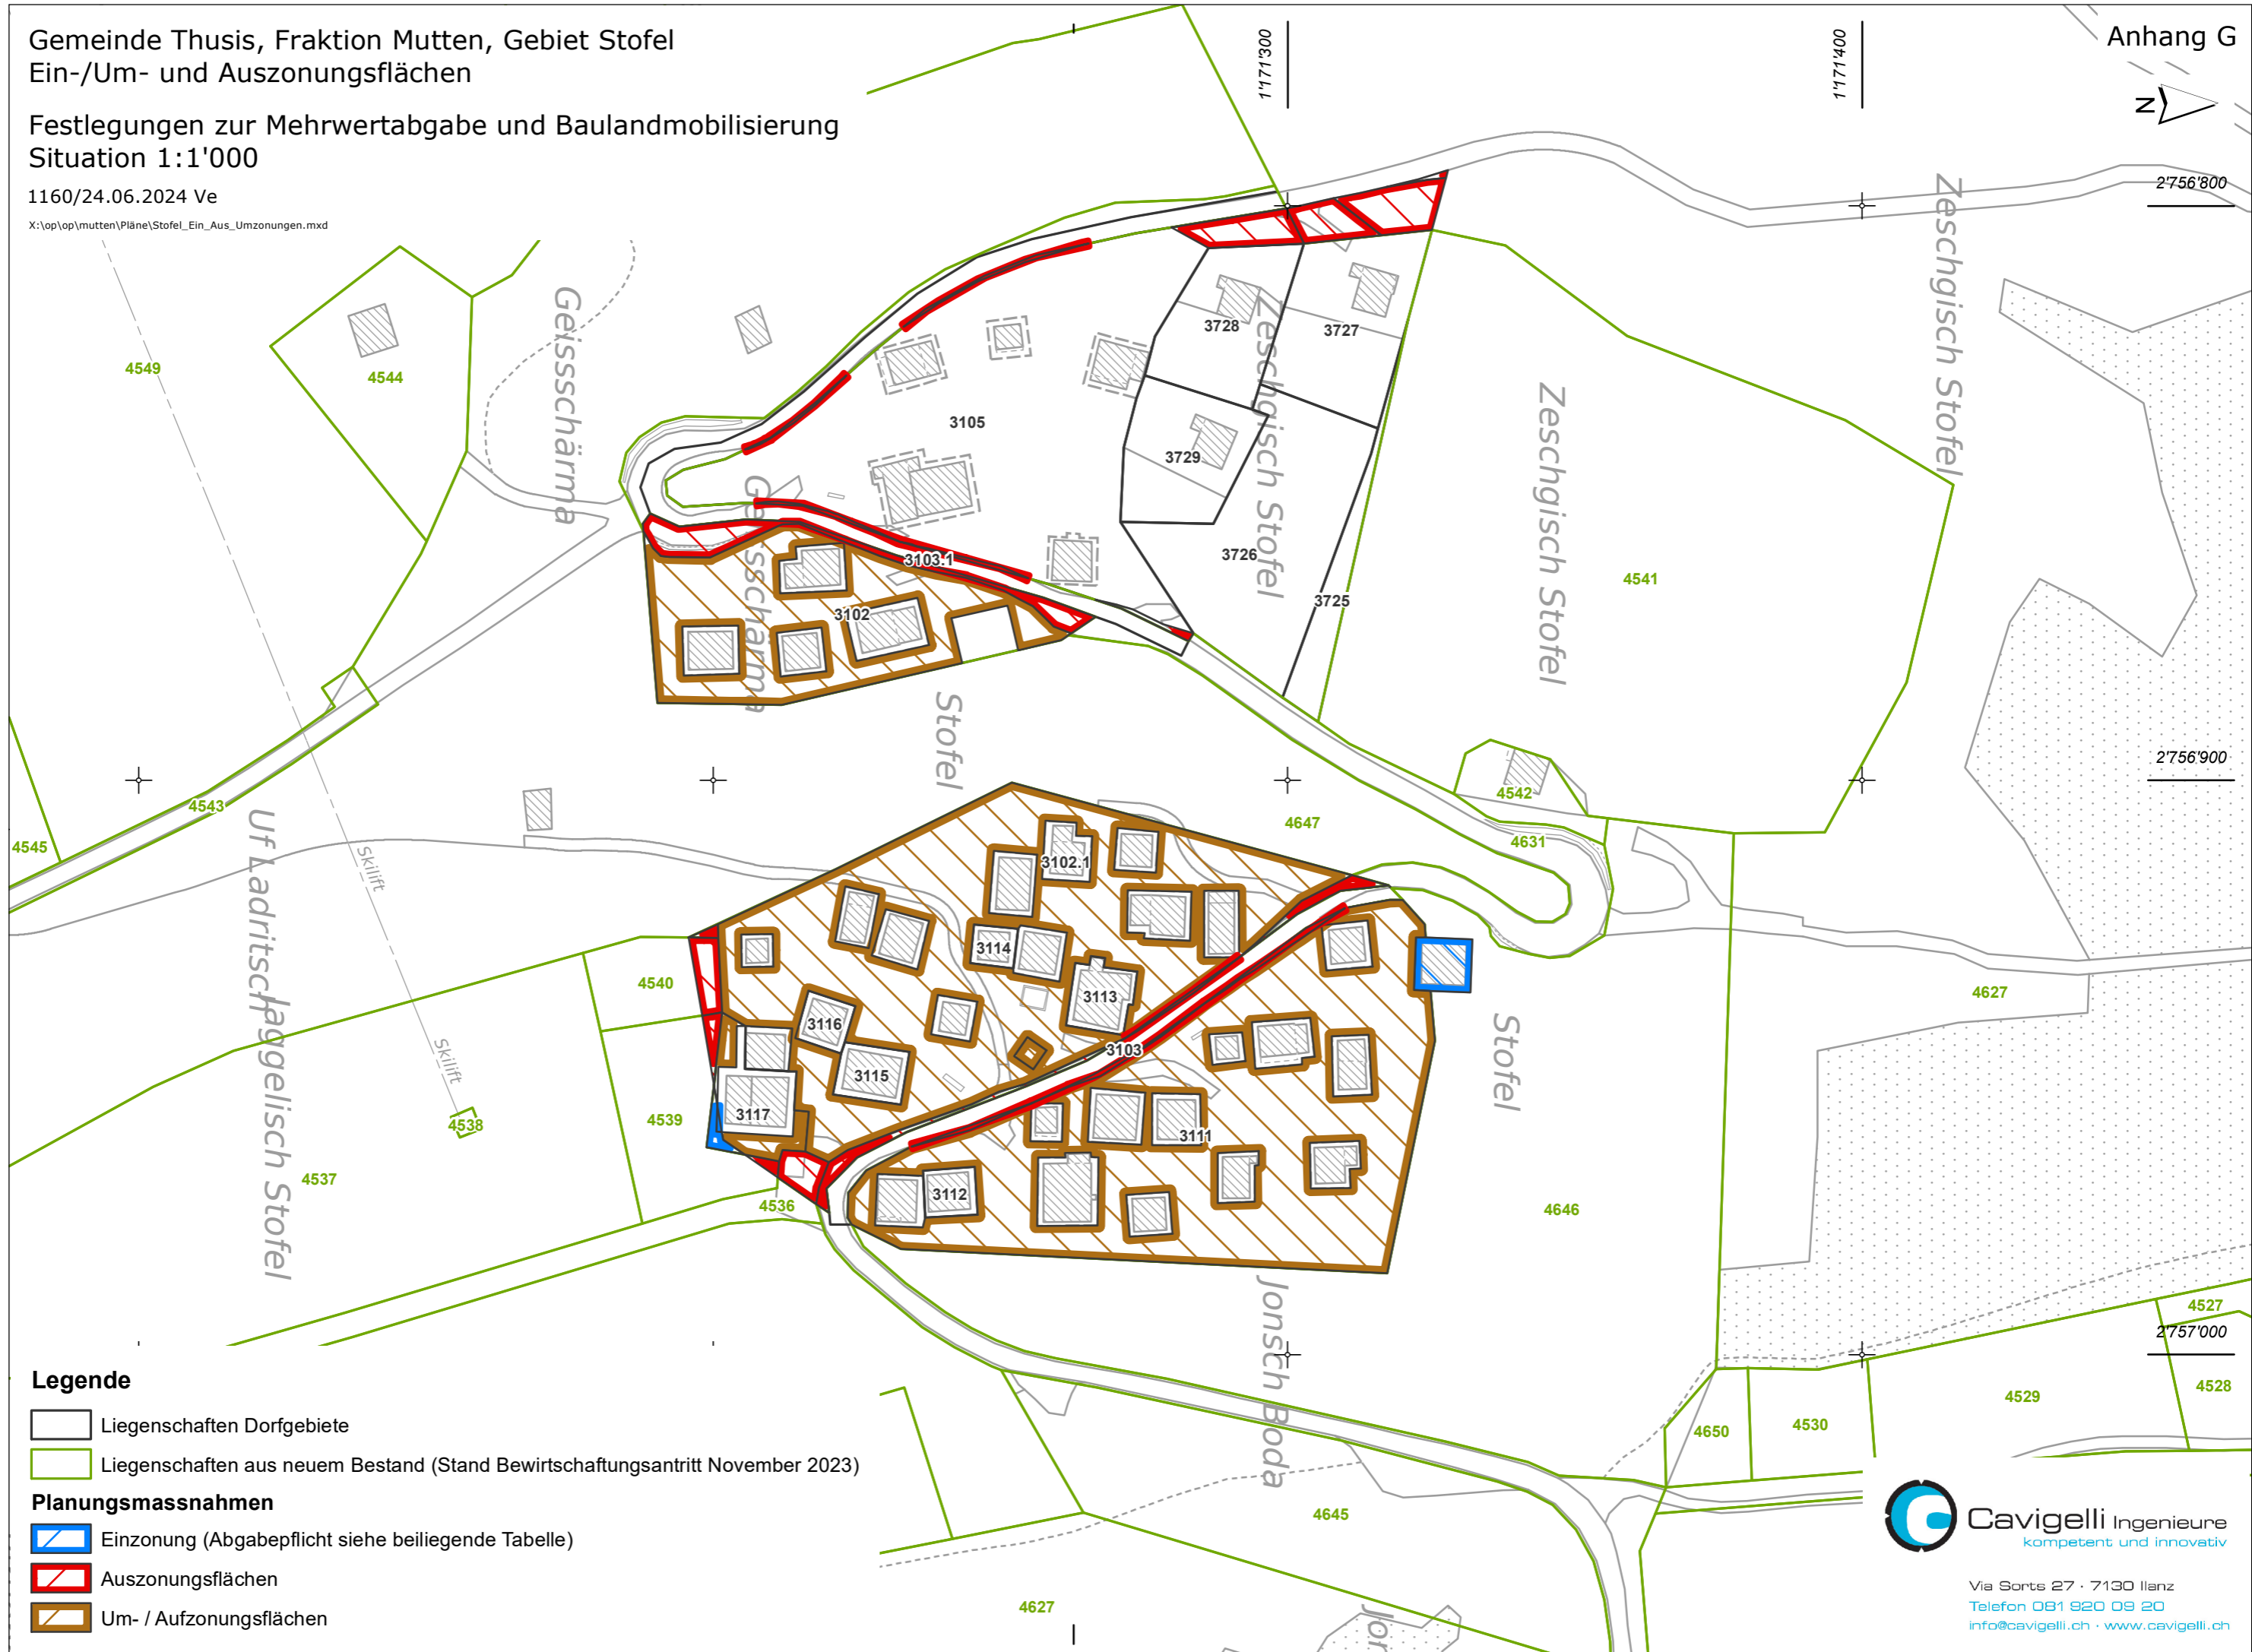 Gemeinde Thusis, Fraktion Mutten, Gebiet Stofel
Ein-/Um- und Auszonungsflächen
Festlegungen zur Mehrwertabgabe und Baulandmobilisierung
Situation 1:1'000
1160/24.06.2024 Ve
X:\op\op\mutten\Pläne\Stofel_Ein_Aus_Umzonungen.mxd
Anhang G
1'171'300
1'171'400
N
2'756'800
Zeschgisch Stofel
Geissschärma
4549
4544
3728
3727
Zeschgisch Stofel
3105
Zeschgisch Stofel
3729
Geissschärma
3726
3103.1
4541
3725
3102
Stofel
2'756'900
4543
4542
4647
4631
4545
Uf Ladritsch
Skilift
3102.1
3114
4540
3113
4627
3116
Stofel
Jaggelisch Stofel
Skilift
3103
3115
3117
4538
4539
3111
4537
3112
4536
4646
Jonsch Boda
4527
2'757'000
4528
4529
4530
4650
4645
4627
Jor
Legende
Liegenschaften Dorfgebiete
Liegenschaften aus neuem Bestand (Stand Bewirtschaftungsantritt November 2023)
Planungsmassnahmen
Einzonung (Abgabepflicht siehe beiliegende Tabelle)
Auszonungsflächen
Um- / Aufzonungsflächen
Cavigelli Ingenieure
kompetent und innovativ
Via Sorts 27 · 7130 Ilanz
Telefon 081 920 09 20
info@cavigelli.ch · www.cavigelli.ch